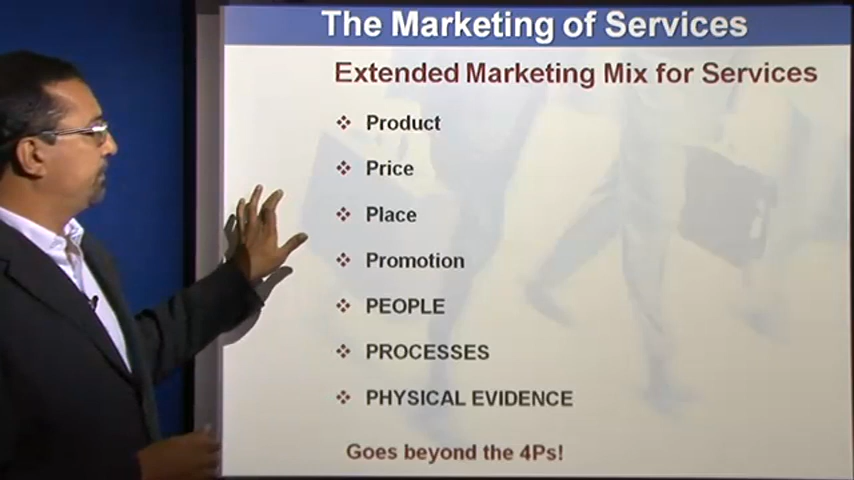 The Marketing of Services
Extended Marketing Mix for Services
Product
Price
Place
Promotion
PEOPLE
PROCESSES
PHYSICAL EVIDENCE
Goes beyond the 4Ps!